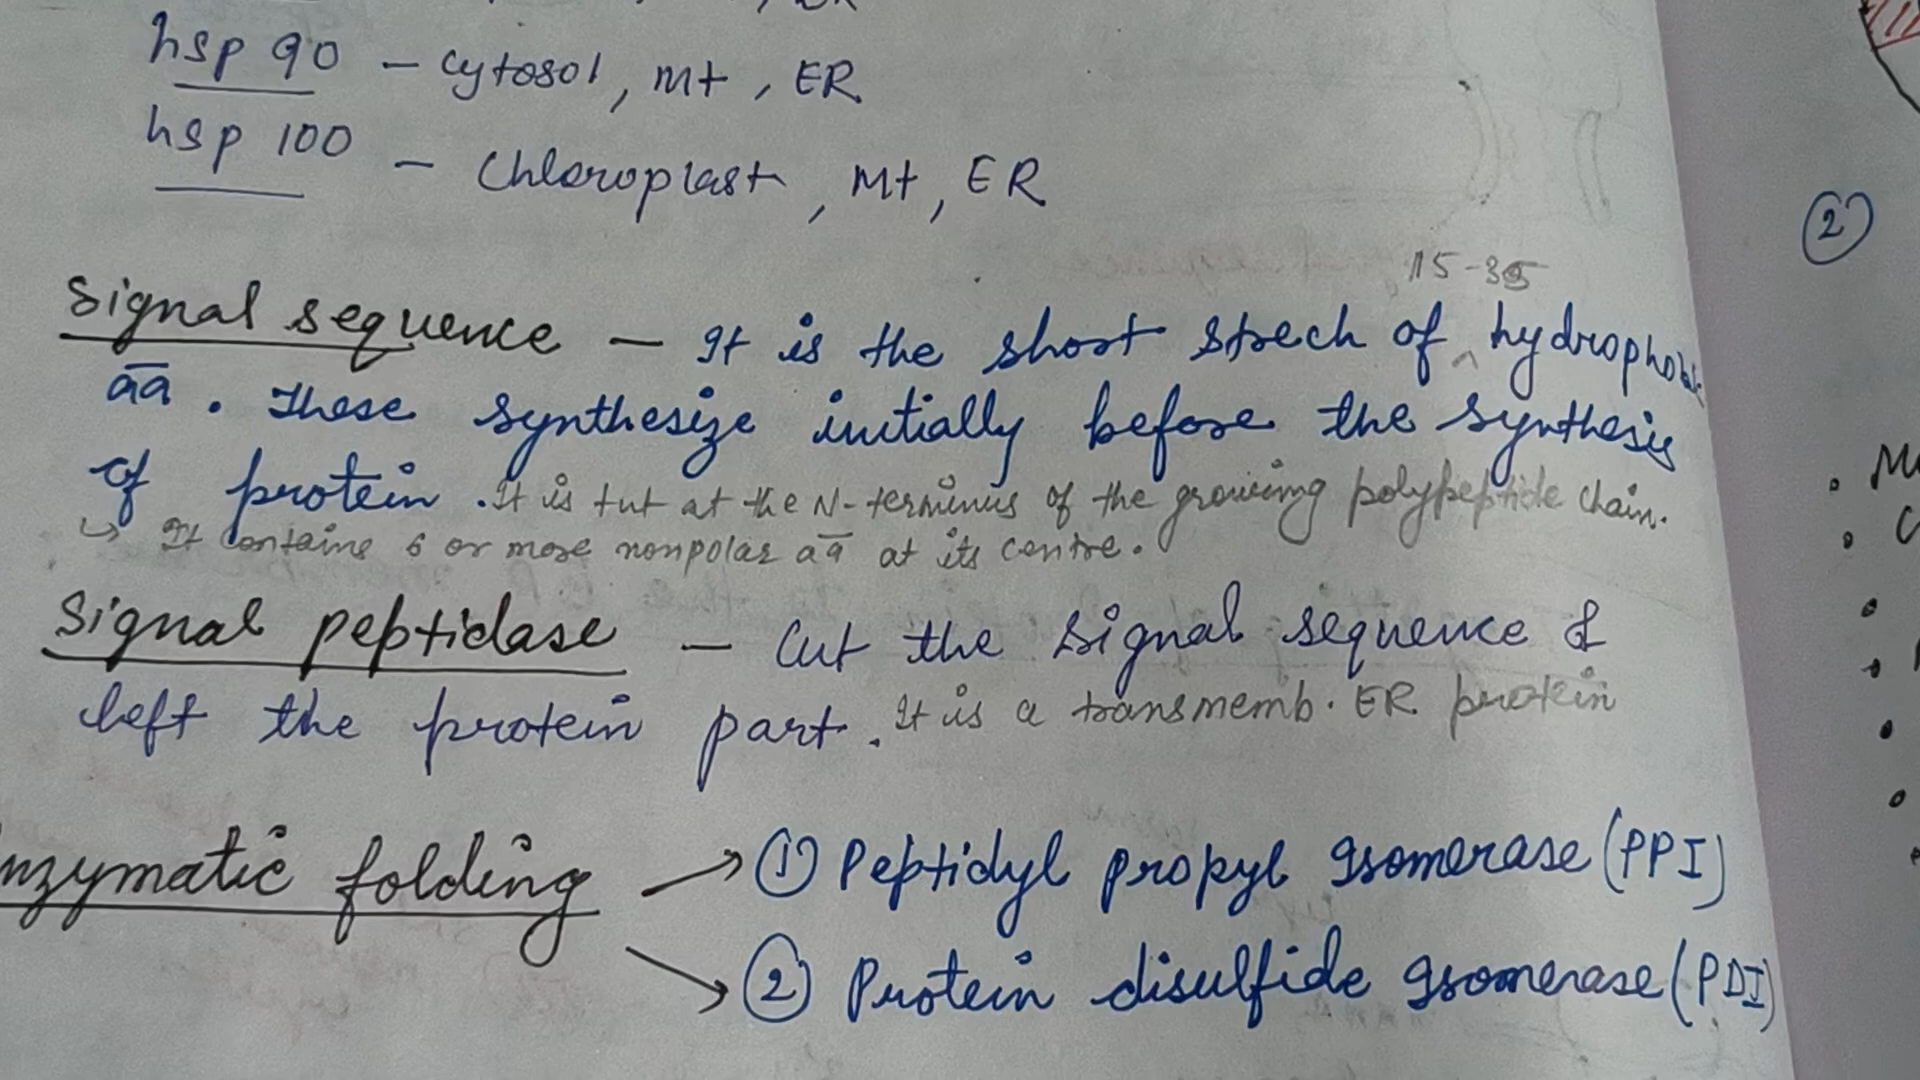 hsp 90 – cytosol, Mt, ER
hsp 100 – Chloroplast, Mt, ER
15-35
Signal sequence – It is the short strech of ^ hydrophobic
aa. These synthesize initially before the synthesis
of protein. It is tut at the N-terminus of the growing polypeptide chain.
↳ It contains 6 or more nonpolar aa at its centre.
Signal peptidase – Cut the signal sequence &
left the protein part. It is a transmemb. ER protein
nzymatic folding → ① Peptidyl propyl Isomerase (PPI)
→ ② Protein disulfide Isomerase (PDI)
②